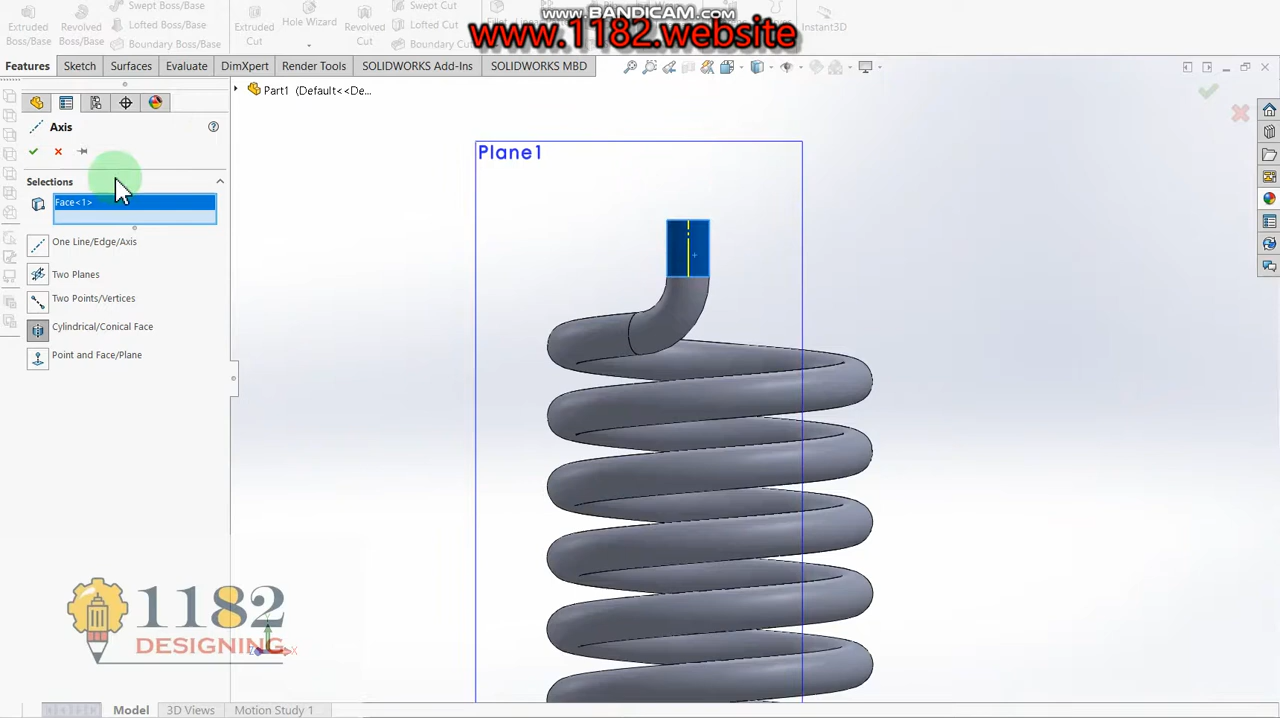 www.BANDICAM.com
www.1182.website
Swept Boss/Base
Swept Cut
Extruded
Boss/Base
Revolved
Boss/Base
Lofted Boss/Base
Boundary Boss/Base
Extruded
Cut
Hole Wizard
Revolved
Cut
Lofted Cut
Boundary Cut
Instant3D
Features
Sketch
Surfaces
Evaluate
DimXpert
Render Tools
SOLIDWORKS Add-Ins
SOLIDWORKS MBD
Part1 (Default<<De...
Axis
Selections
Face<1>
One Line/Edge/Axis
Two Planes
Two Points/Vertices
Cylindrical/Conical Face
Point and Face/Plane
Plane1
1182
DESIGNING
Model
3D Views
Motion Study 1